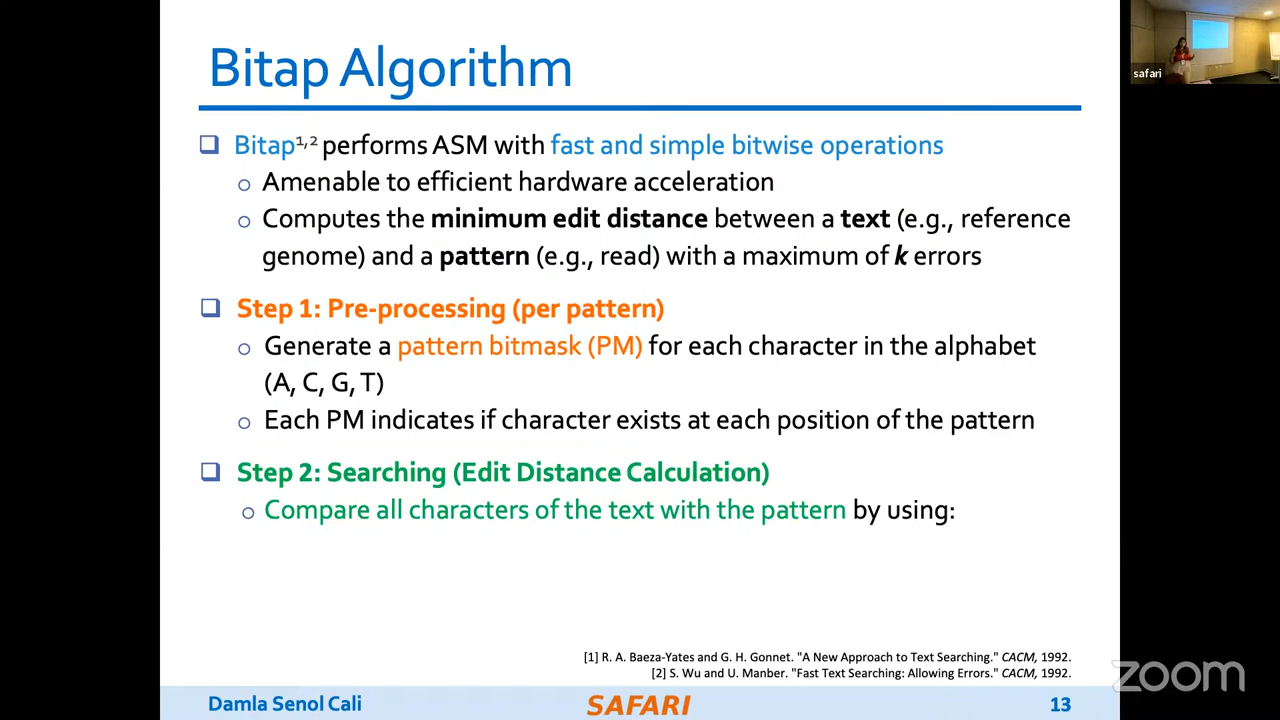 Bitap Algorithm
safari
Bitap1,2 performs ASM with fast and simple bitwise operations
Amenable to efficient hardware acceleration
Computes the minimum edit distance between a text (e.g., reference
genome) and a pattern (e.g., read) with a maximum of k errors
Step 1: Pre-processing (per pattern)
Generate a pattern bitmask (PM) for each character in the alphabet
(A, C, G, T)
Each PM indicates if character exists at each position of the pattern
Step 2: Searching (Edit Distance Calculation)
Compare all characters of the text with the pattern by using:
[1] R. A. Baeza-Yates and G. H. Gonnet. "A New Approach to Text Searching." CACM, 1992.
[2] S. Wu and U. Manber. "Fast Text Searching: Allowing Errors." CACM, 1992.
zoom
Damla Senol Cali
SAFARI
13